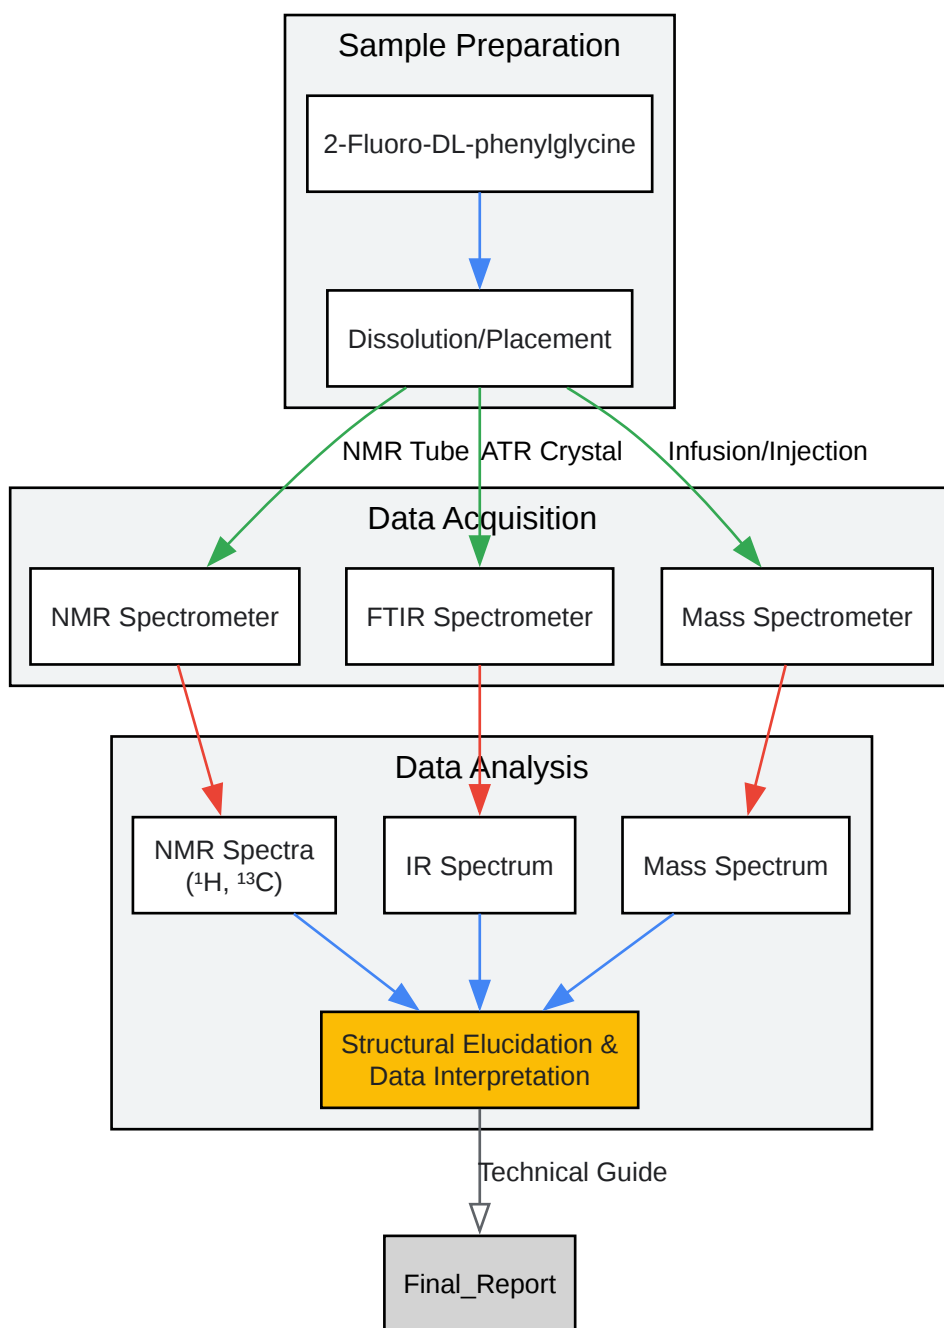 Sample Preparation
2-Fluoro-DL-phenylglycine
Dissolution/Placement
NMR Tube
ATR Crystal
Infusion/Injection
Data Acquisition
NMR Spectrometer
FTIR Spectrometer
Mass Spectrometer
Data Analysis
NMR Spectra
(¹H, ¹³C)
IR Spectrum
Mass Spectrum
Structural Elucidation &
Data Interpretation
Technical Guide
Final_Report